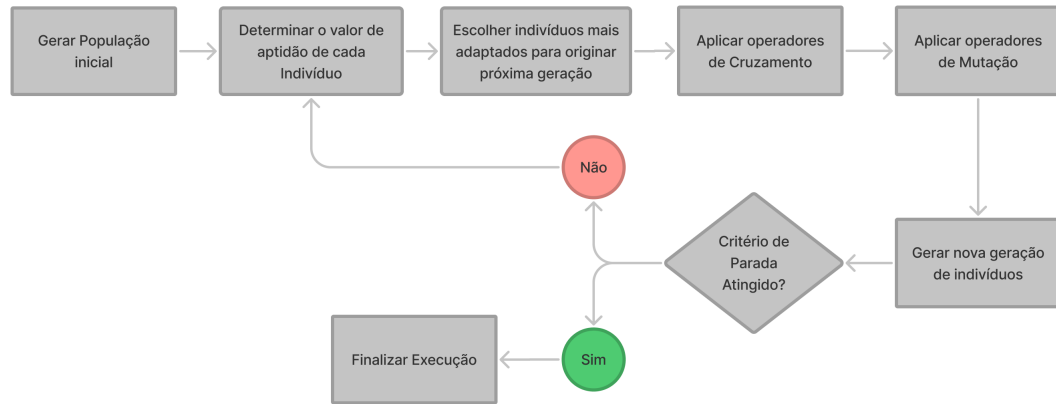 Gerar População
inicial
Determinar o valor de
aptidão de cada
Indivíduo
Escolher indivíduos mais
adaptados para originar
próxima geração
Aplicar operadores
de Cruzamento
Aplicar operadores
de Mutação
Não
Critério de
Parada
Atingido?
Gerar nova geração
de indivíduos
Finalizar Execução
Sim